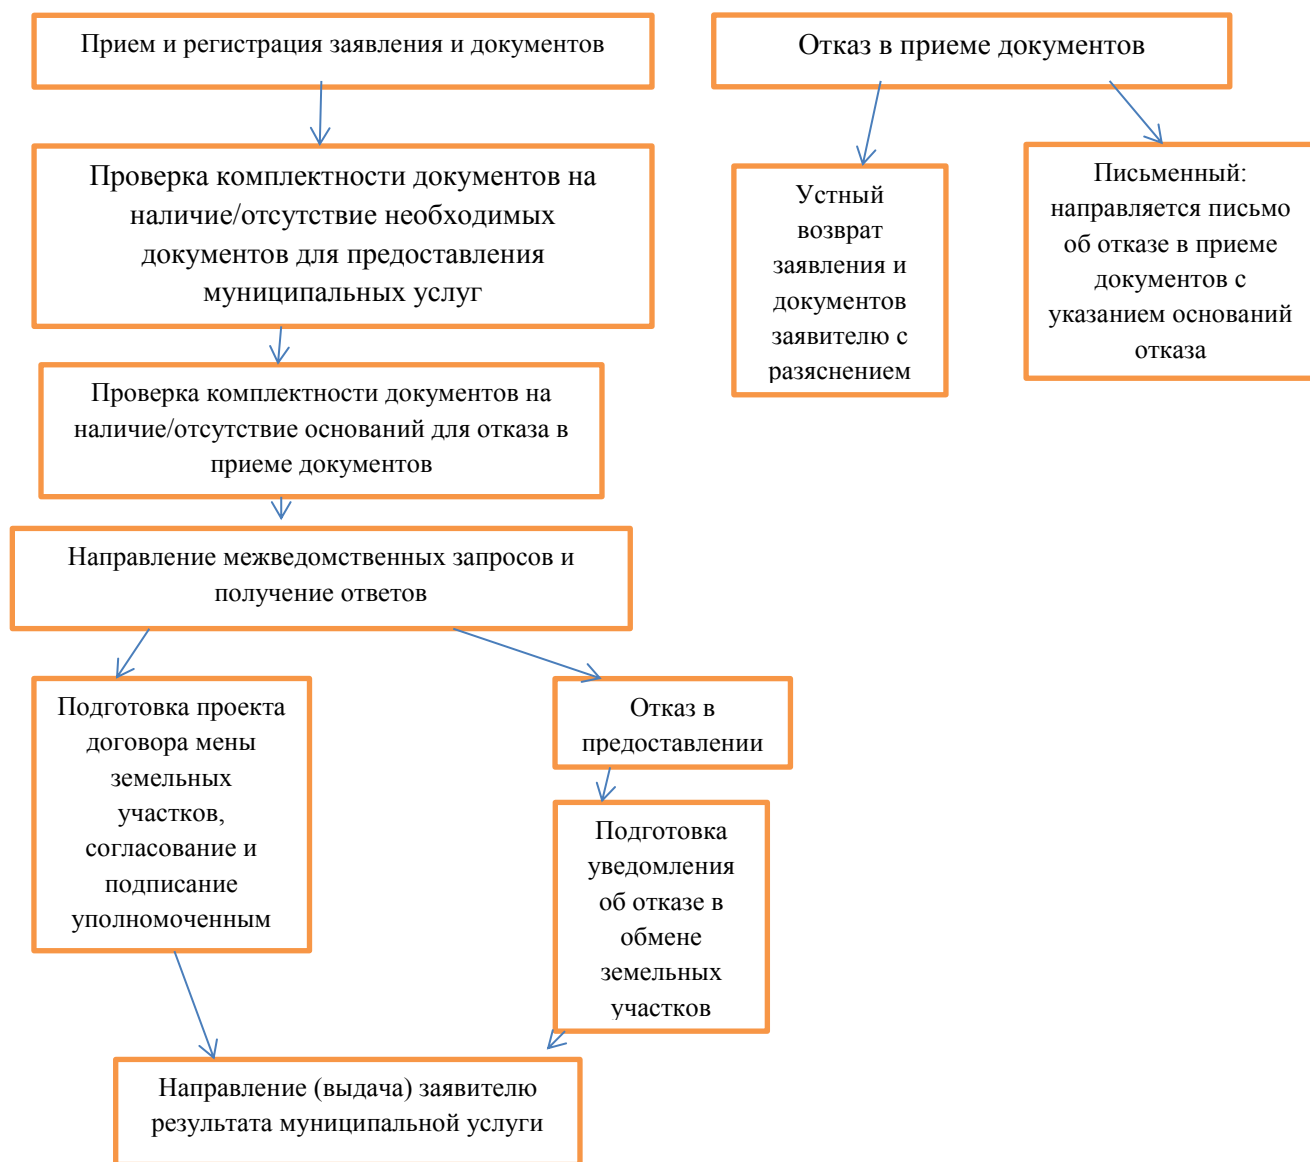 Прием и регистрация заявления и документов
Отказ в приеме документов
Проверка комплектности документов на
наличие/отсутствие необходимых
документов для предоставления
муниципальных услуг
Устный
возврат
заявления и
документов
заявителю с
разяснением
Письменный:
направляется письмо
об отказе в приеме
документов с
указанием оснований
отказа
Проверка комплектности документов на
наличие/отсутствие оснований для отказа в
приеме документов
Направление межведомственных запросов и
получение ответов
Подготовка проекта
договора мены
земельных
участков,
согласование и
подписание
уполномоченным
Отказ в
предоставлении
Подготовка
уведомления
об отказе в
обмене
земельных
участков
Направление (выдача) заявителю
результата муниципальной услуги